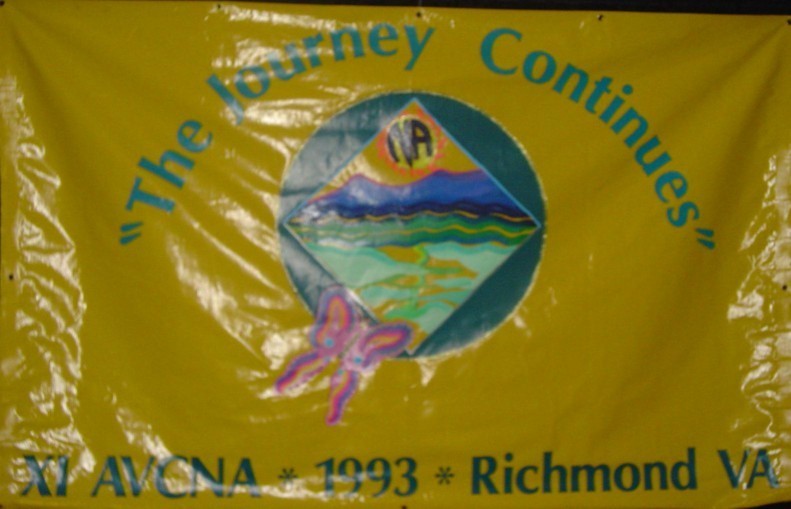 "The Journey Continues"
NA
XI AVCNA * 1993 * Richmond VA